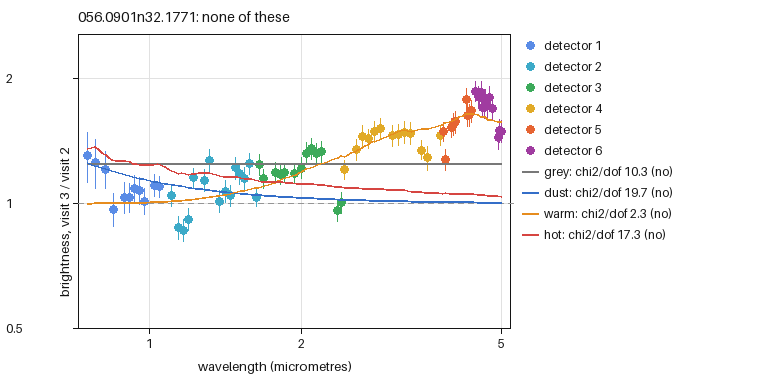 056.0901n32.1771: none of these
2
1
0.5
brightness, visit 3 / visit 2
1
2
5
wavelength (micrometres)
detector 1
detector 2
detector 3
detector 4
detector 5
detector 6
grey: chi2/dof 10.3 (no)
dust: chi2/dof 19.7 (no)
warm: chi2/dof 2.3 (no)
hot: chi2/dof 17.3 (no)